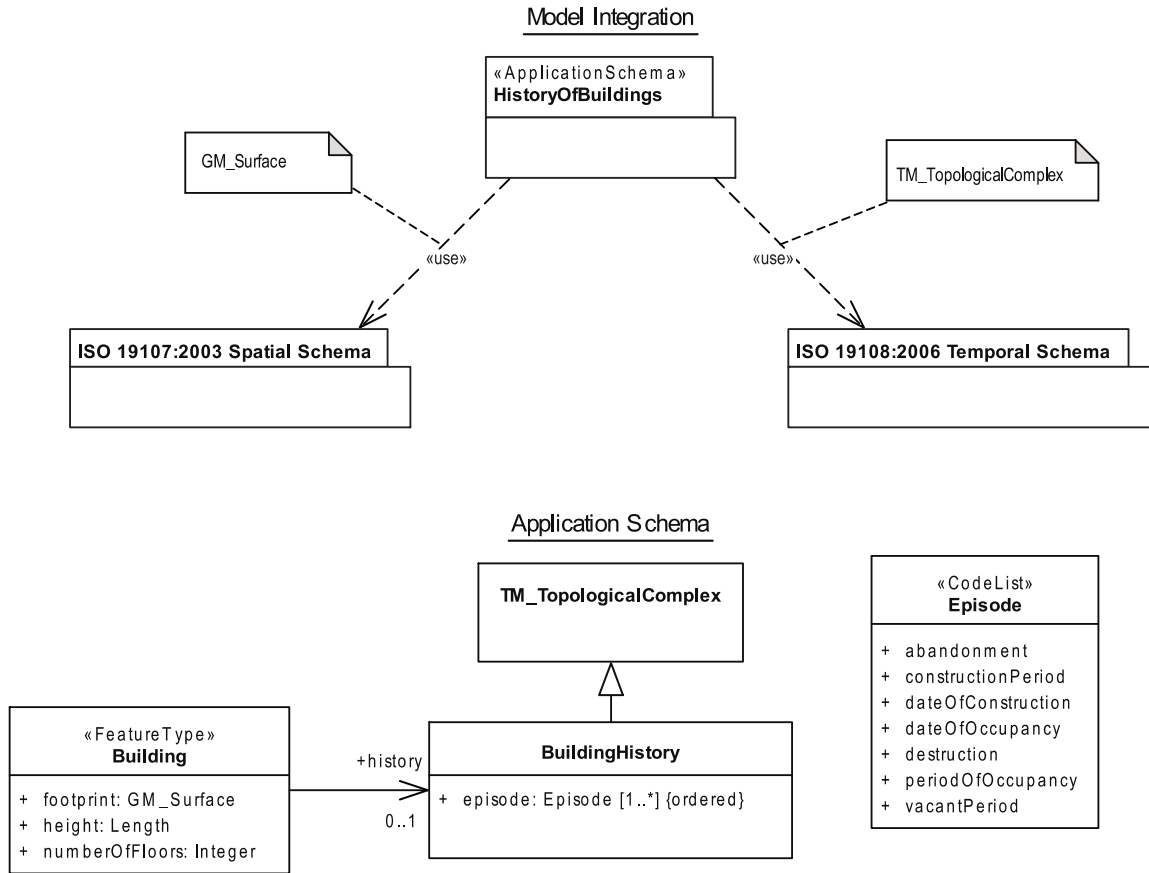 Model Integration
«ApplicationSchema»
HistoryOfBuildings
GM_Surface
TM_TopologicalComplex
«use»
«use»
ISO 19107:2003 Spatial Schema
ISO 19108:2006 Temporal Schema
Application Schema
TM_TopologicalComplex
«CodeList»
Episode
+ abandonment
+ constructionPeriod
+ dateOfConstruction
+ dateOfOccupancy
+ destruction
+ periodOfOccupancy
+ vacantPeriod
«FeatureType»
Building
+ footprint: GM_Surface
+ height: Length
+ numberOfFloors: Integer
+history
0..1
BuildingHistory
+ episode: Episode [1..*] {ordered}